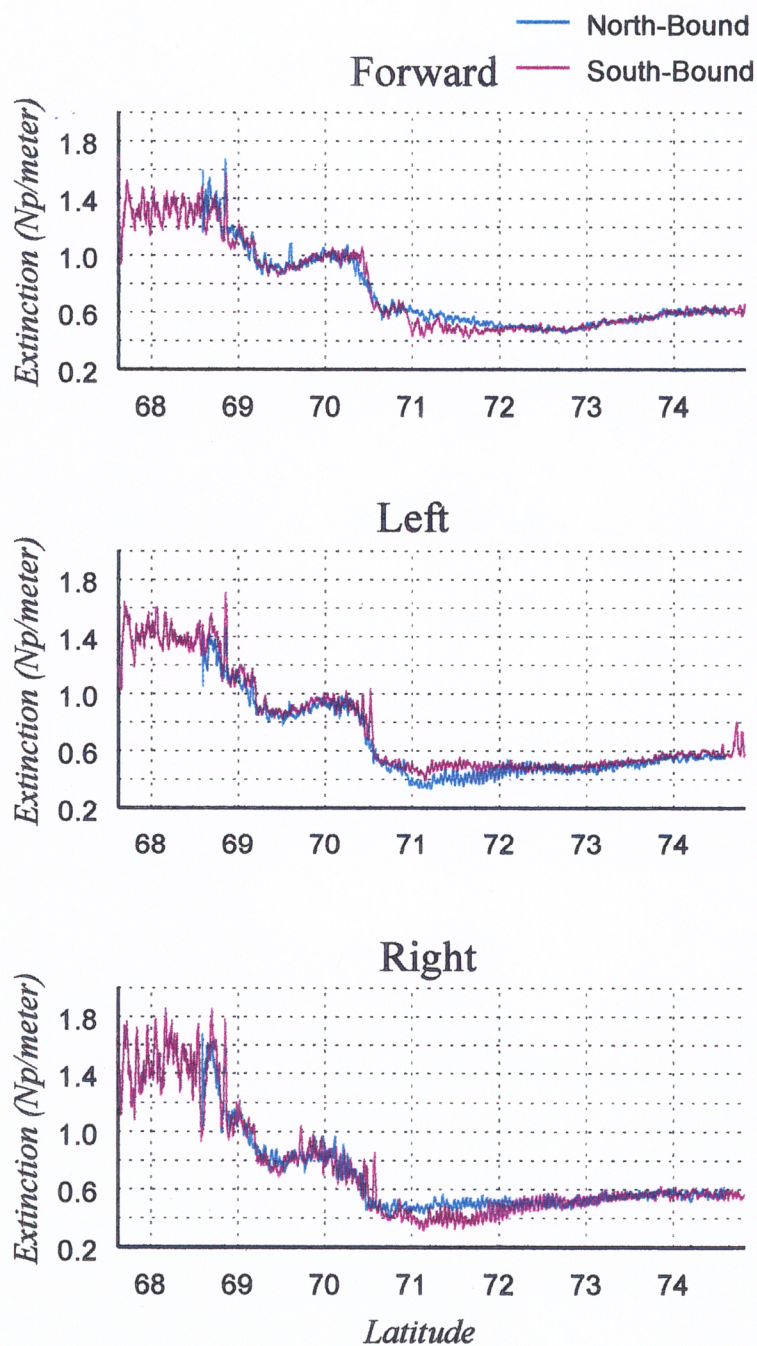 North-Bound
South-Bound
Forward
Extinction (Np/meter)
1.8
1.4
1.0
0.6
0.2
68 69 70 71 72 73 74
Left
Extinction (Np/meter)
1.8
1.4
1.0
0.6
0.2
68 69 70 71 72 73 74
Right
Extinction (Np/meter)
1.8
1.4
1.0
0.6
0.2
68 69 70 71 72 73 74
Latitude